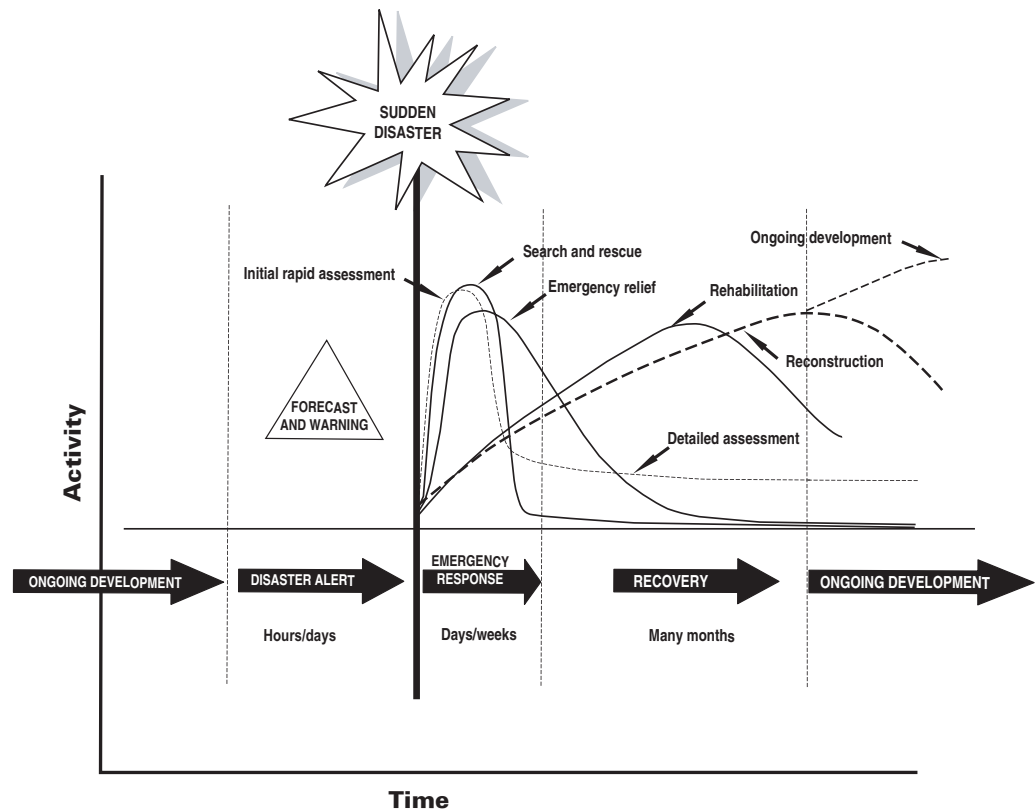 SUDDEN
DISASTER
Ongoing development
Search and rescue
Initial rapid assessment
Emergency relief
Rehabilitation
Reconstruction
FORECAST
AND WARNING
Detailed assessment
Activity
ONGOING DEVELOPMENT
DISASTER ALERT
EMERGENCY
RESPONSE
RECOVERY
ONGOING DEVELOPMENT
Hours/days
Days/weeks
Many months
Time